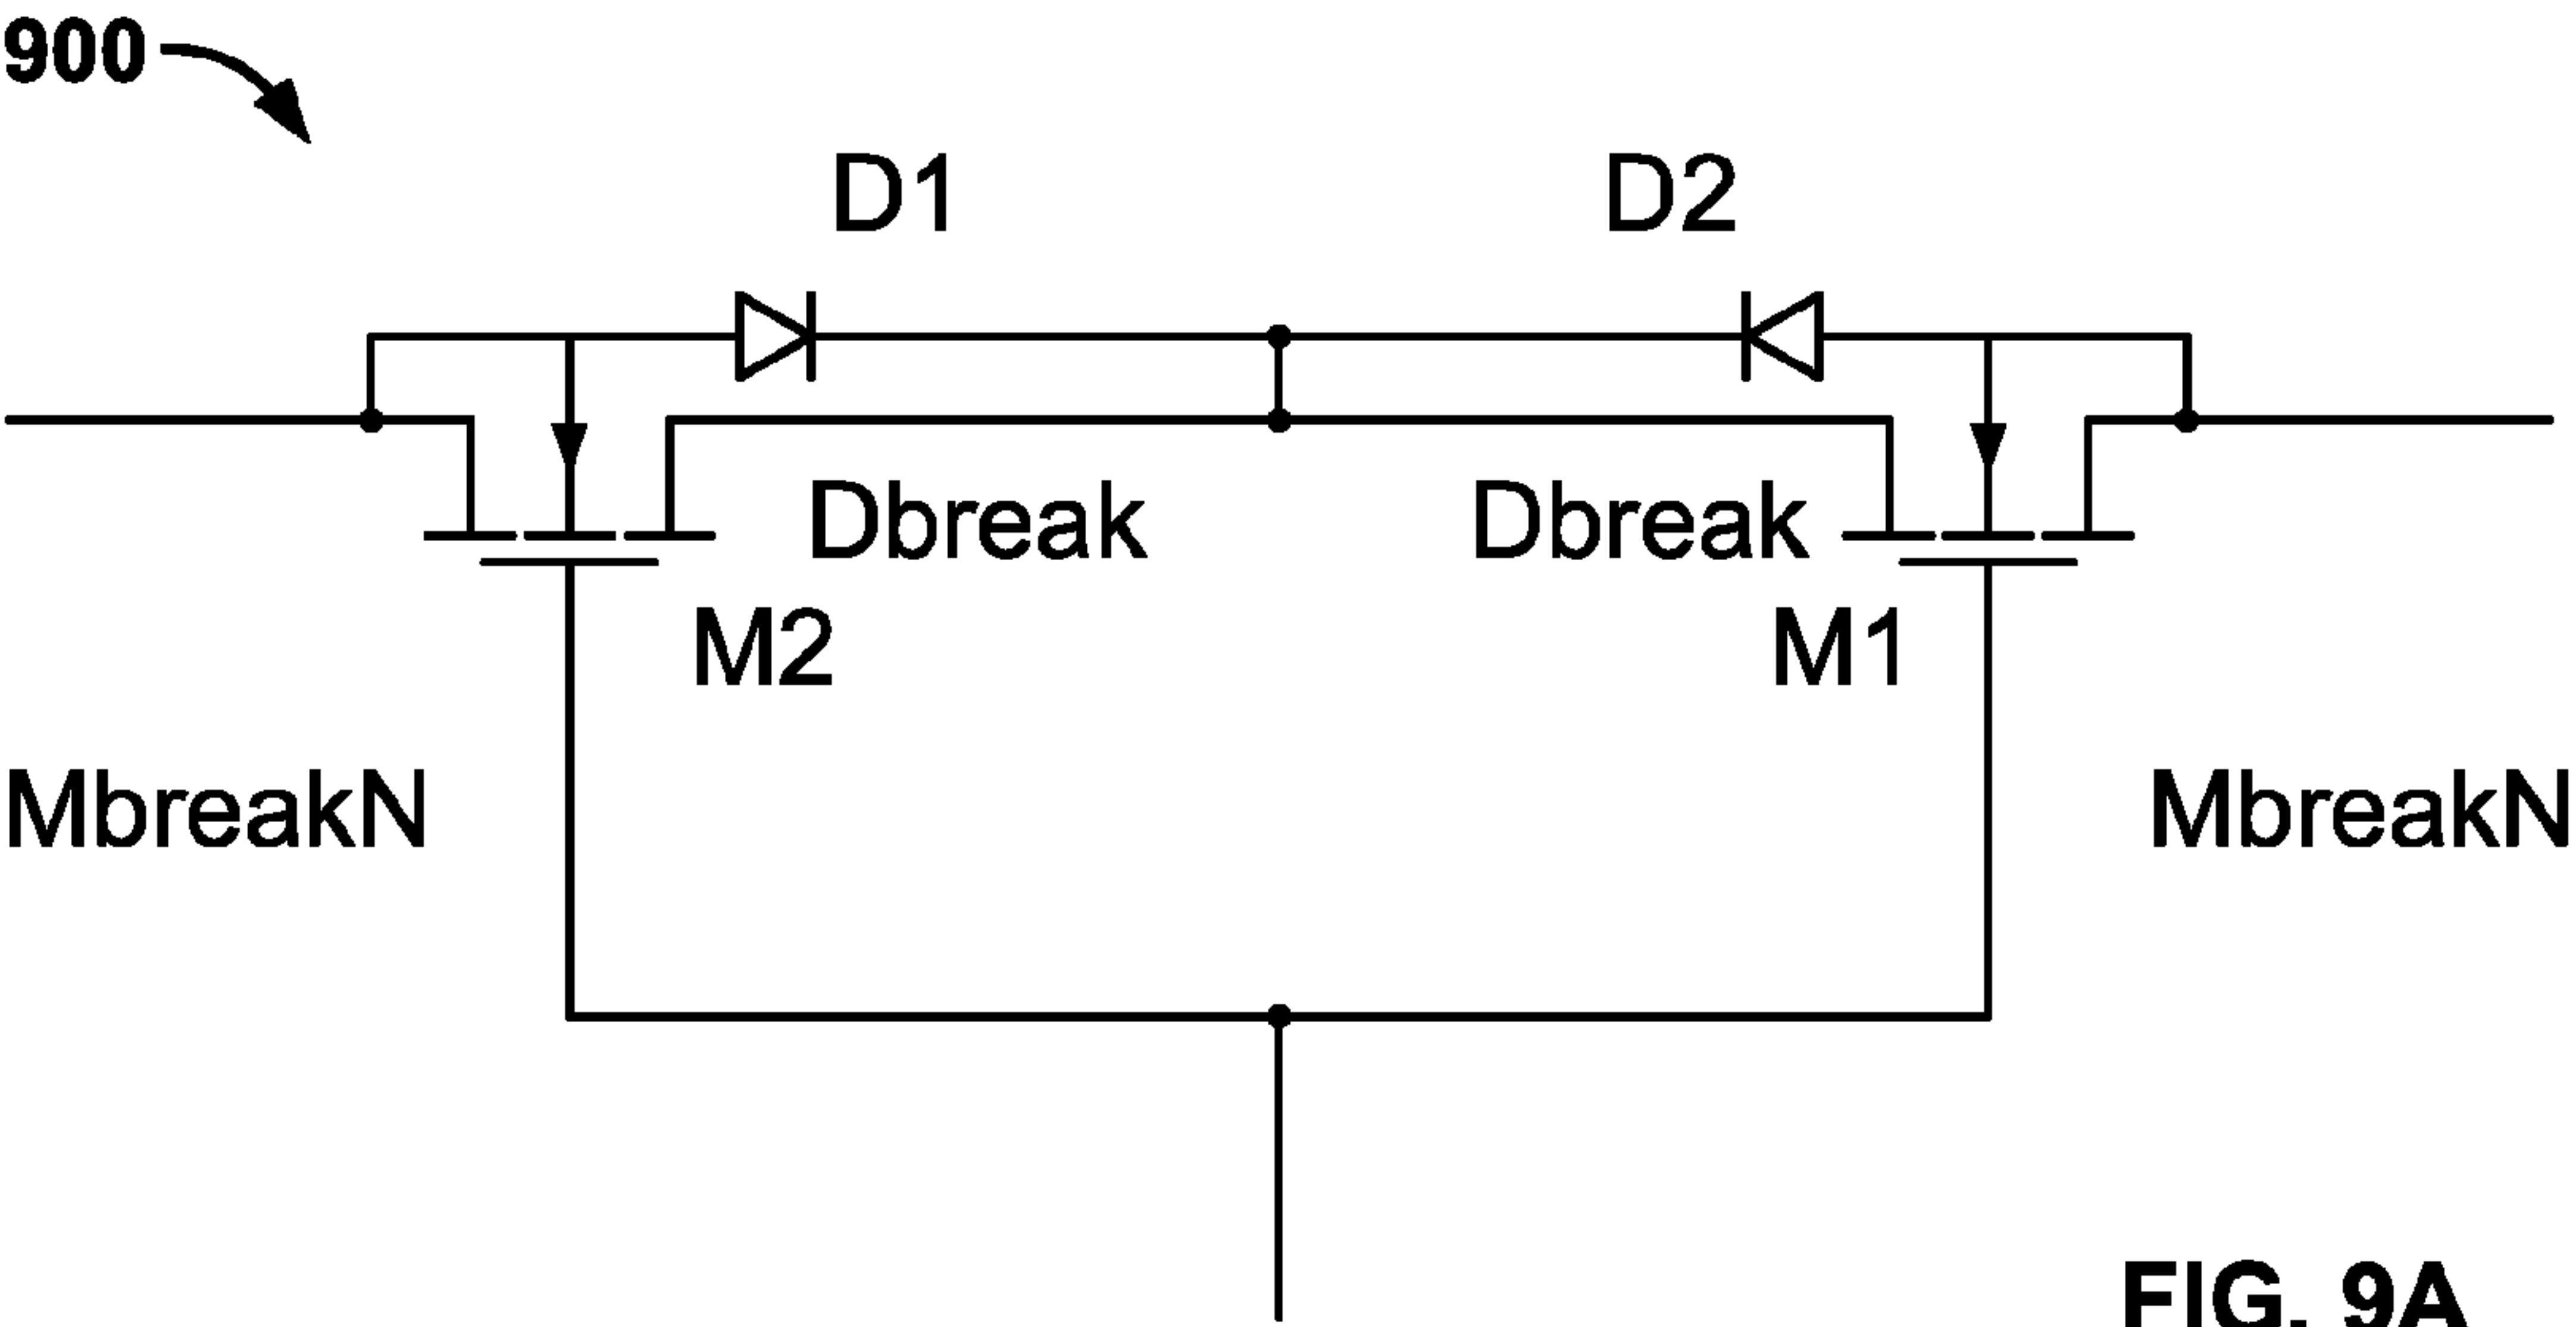 900
D1 D2
Dbreak Dbreak
M2 M1
MbreakN MbreakN
FIG. 9A